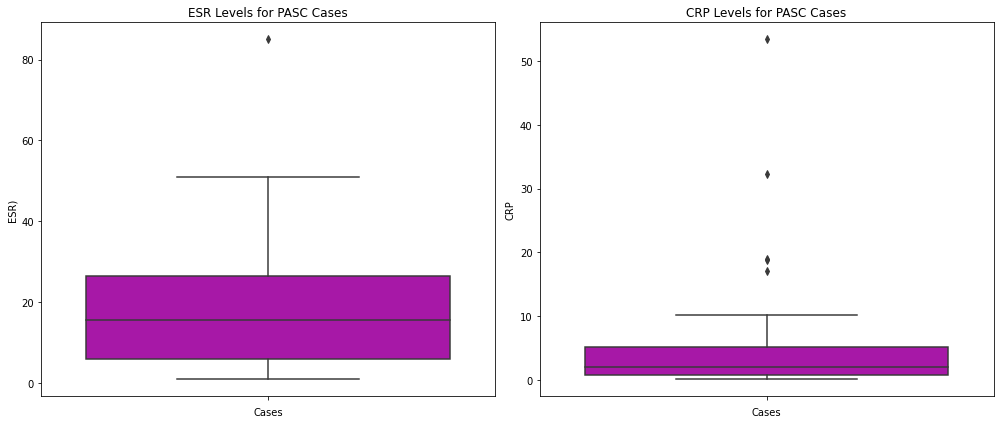 ESR Levels for PASC Cases
80
60
40
20
0
ESR)
Cases
CRP Levels for PASC Cases
50
40
30
20
10
0
CRP
Cases